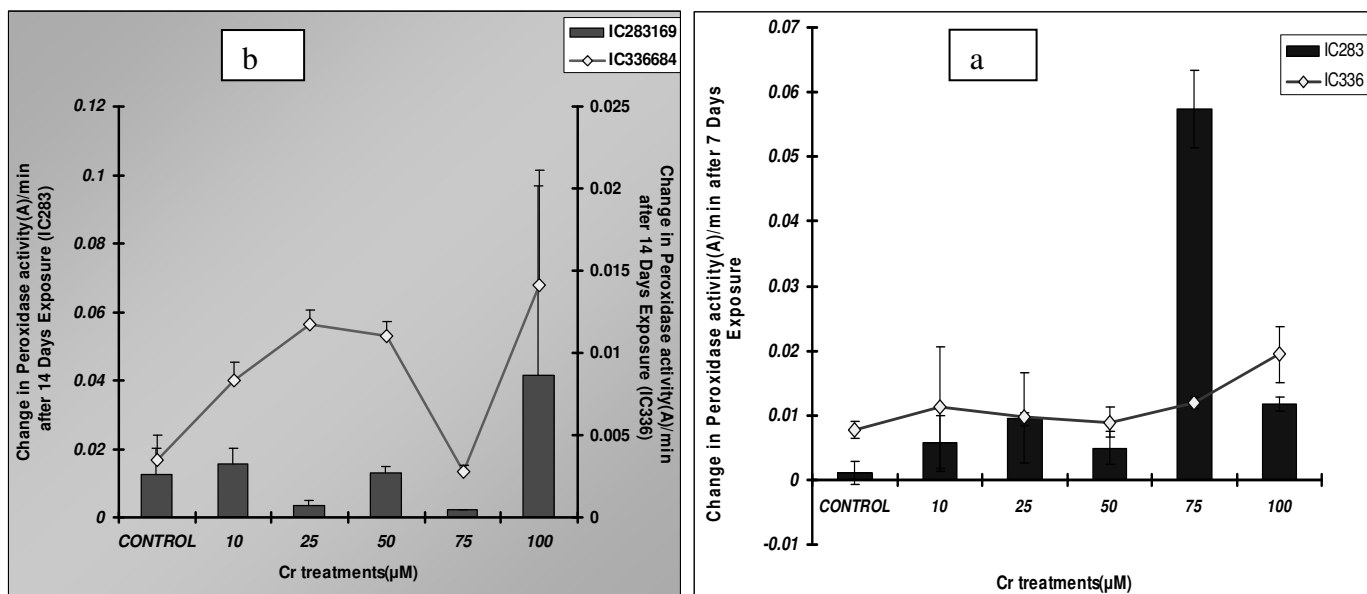 b
IC283169
IC336684
Change in Peroxidase activity(A)/min
after 14 Days Exposure (IC283)
0.12
0.1
0.08
0.06
0.04
0.02
0
0.025
0.02
0.015
0.01
0.005
0
Change in Peroxidase activity(A)/min
after 14 Days Exposure (IC336)
CONTROL 10 25 50 75 100
Cr treatments(µM)
a
IC283
IC336
Change in Peroxidase activity(A)/min after 7 Days
Exposure
0.07
0.06
0.05
0.04
0.03
0.02
0.01
0
-0.01
CONTROL 10 25 50 75 100
Cr treatments(µM)